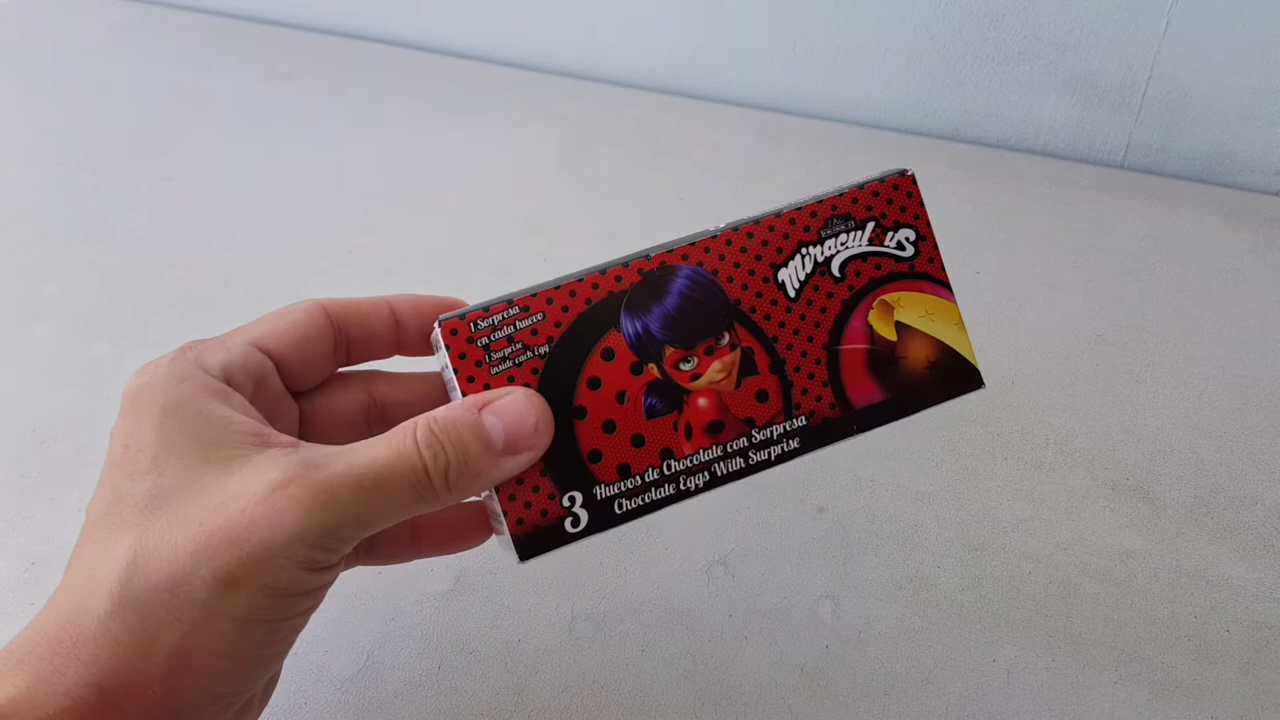 1 Sorpresa
en cada huevo
1 Surprise
inside each Egg
ZAG
Miraculous
3
Huevos de Chocolate con Sorpresa
Chocolate Eggs With Surprise